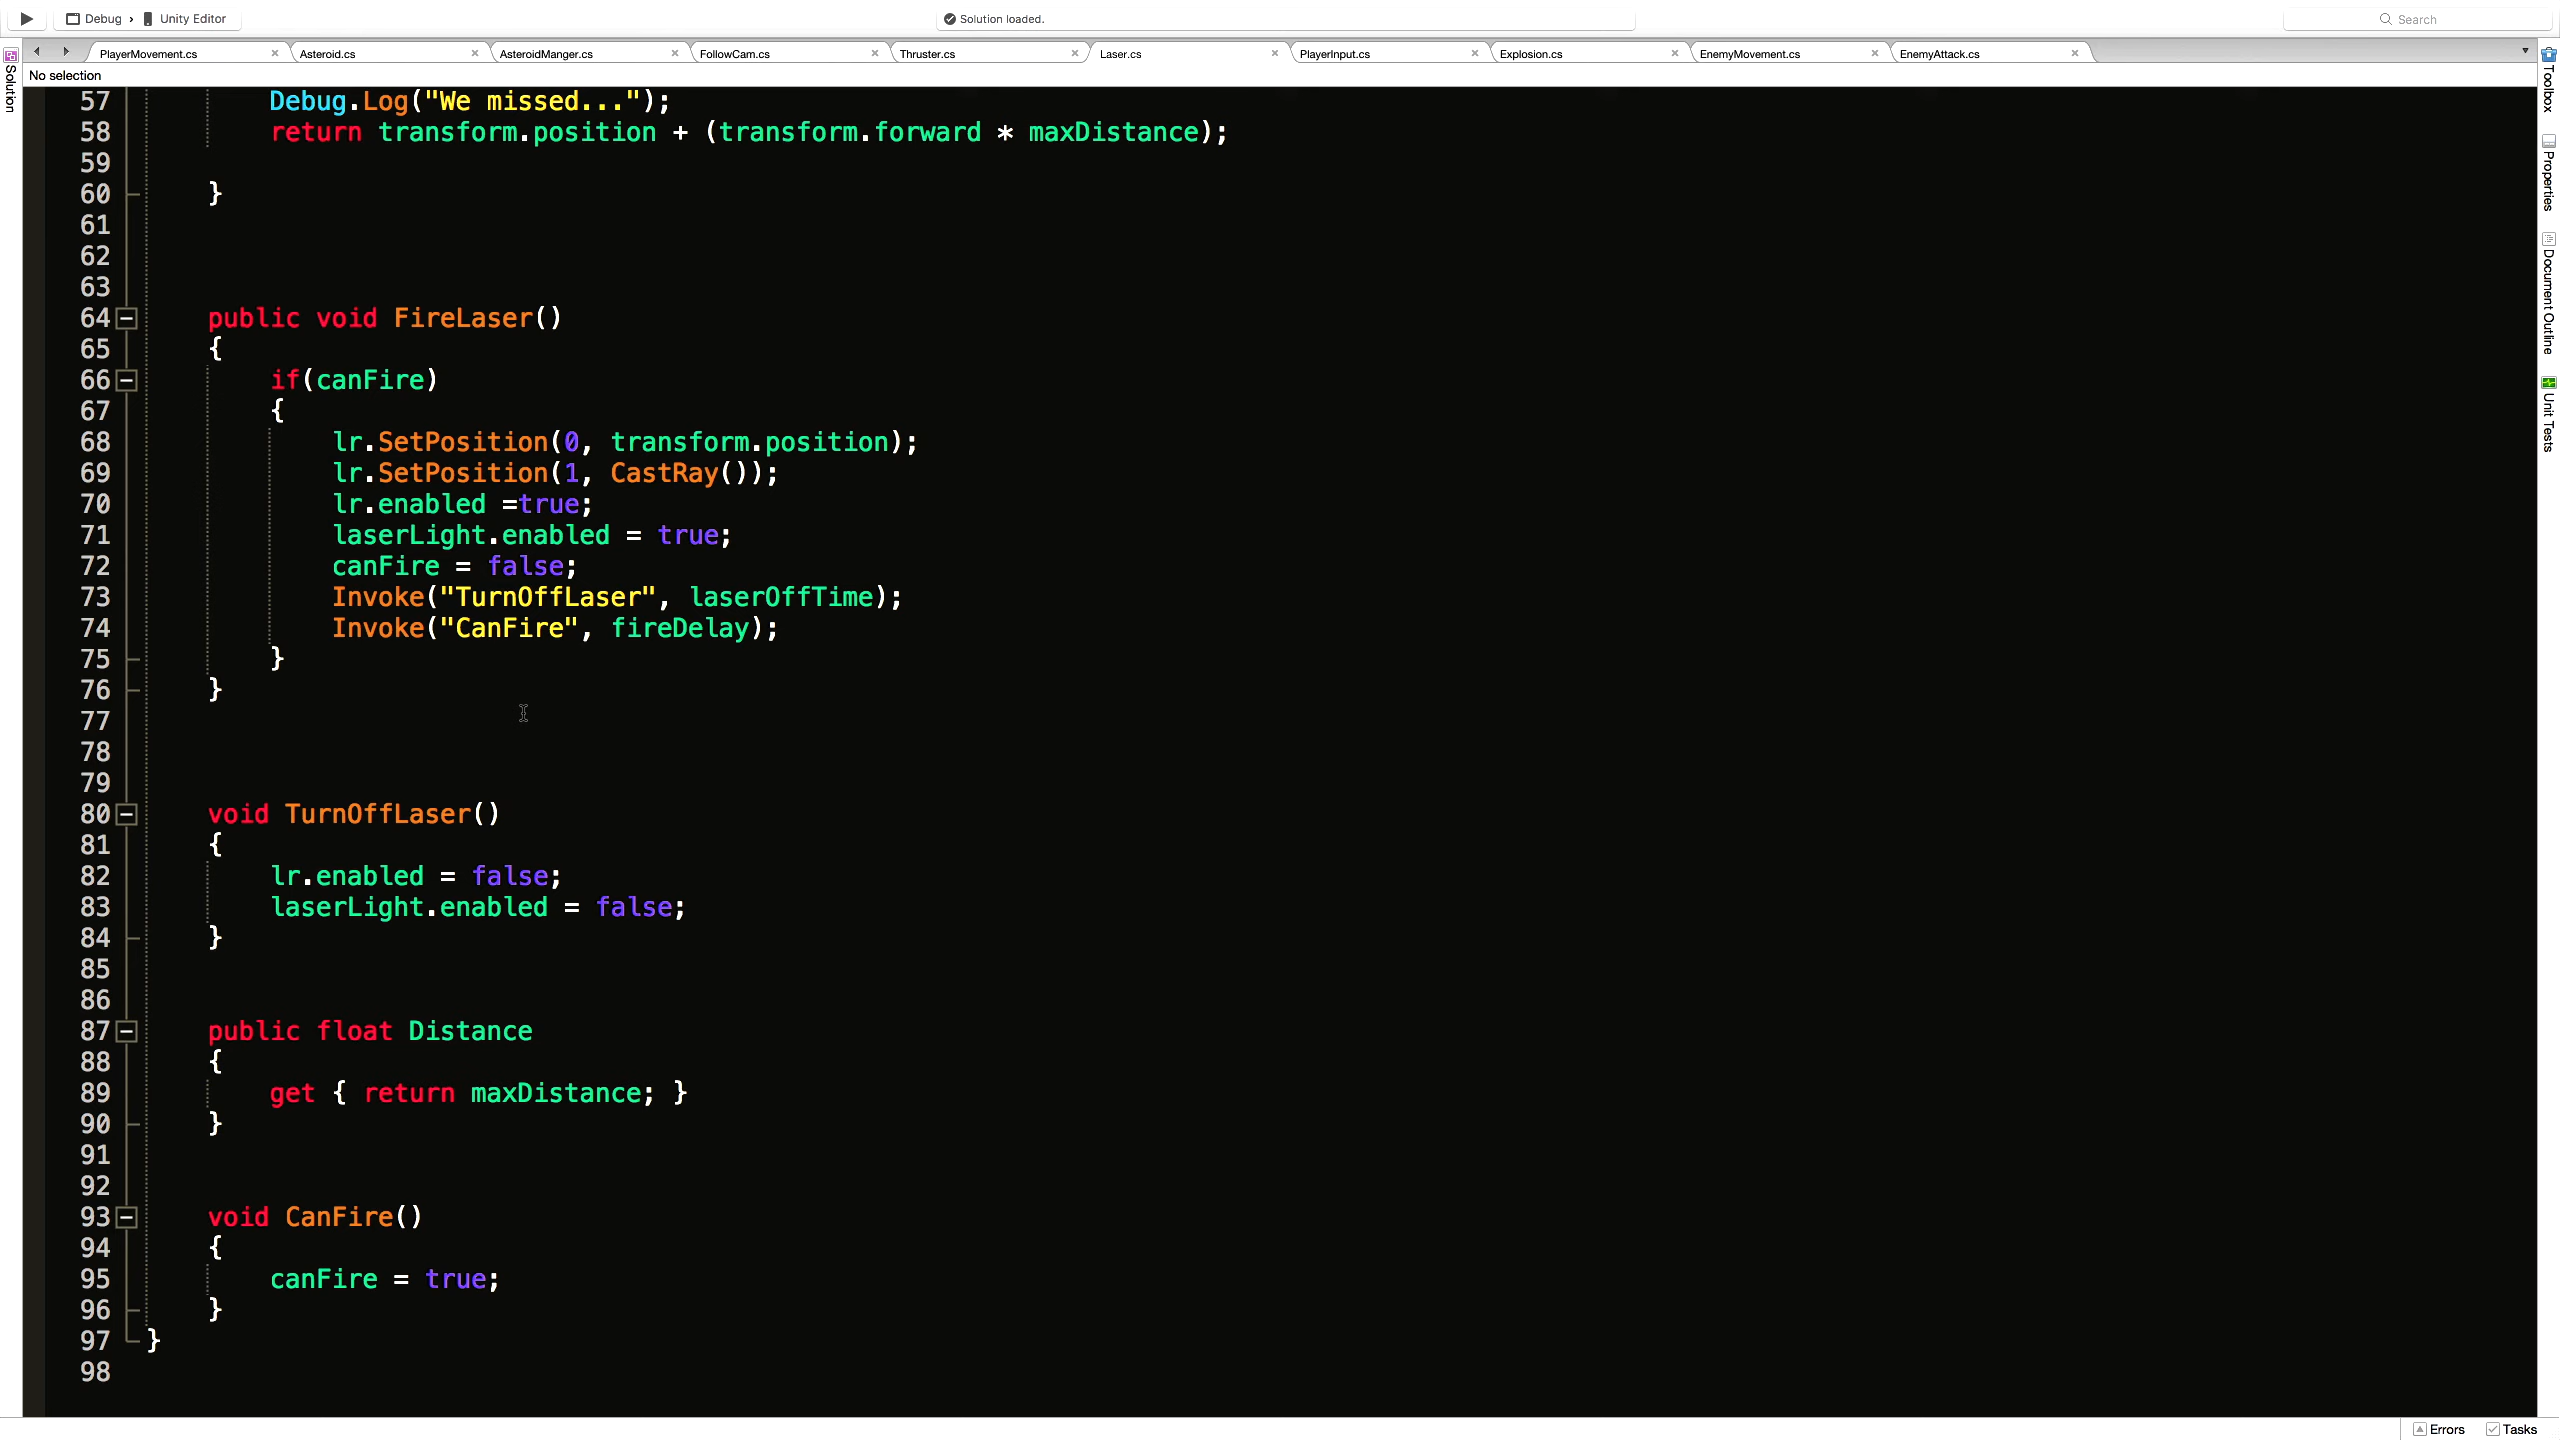 Debug › Unity Editor
Solution loaded.
Search
PlayerMovement.cs Asteroid.cs AsteroidManger.cs FollowCam.cs Thruster.cs Laser.cs PlayerInput.cs Explosion.cs EnemyMovement.cs EnemyAttack.cs
No selection
Solution
57 Debug.Log("We missed...");
58 return transform.position + (transform.forward * maxDistance);
59
60 }
61
62
63
64 public void FireLaser()
65 {
66 if(canFire)
67 {
68 lr.SetPosition(0, transform.position);
69 lr.SetPosition(1, CastRay());
70 lr.enabled =true;
71 laserLight.enabled = true;
72 canFire = false;
73 Invoke("TurnOffLaser", laserOffTime);
74 Invoke("CanFire", fireDelay);
75 }
76 }
77
78
79
80 void TurnOffLaser()
81 {
82 lr.enabled = false;
83 laserLight.enabled = false;
84 }
85
86
87 public float Distance
88 {
89 get { return maxDistance; }
90 }
91
92
93 void CanFire()
94 {
95 canFire = true;
96 }
97 }
98
Toolbox
Properties
Document Outline
Unit Tests
Errors Tasks